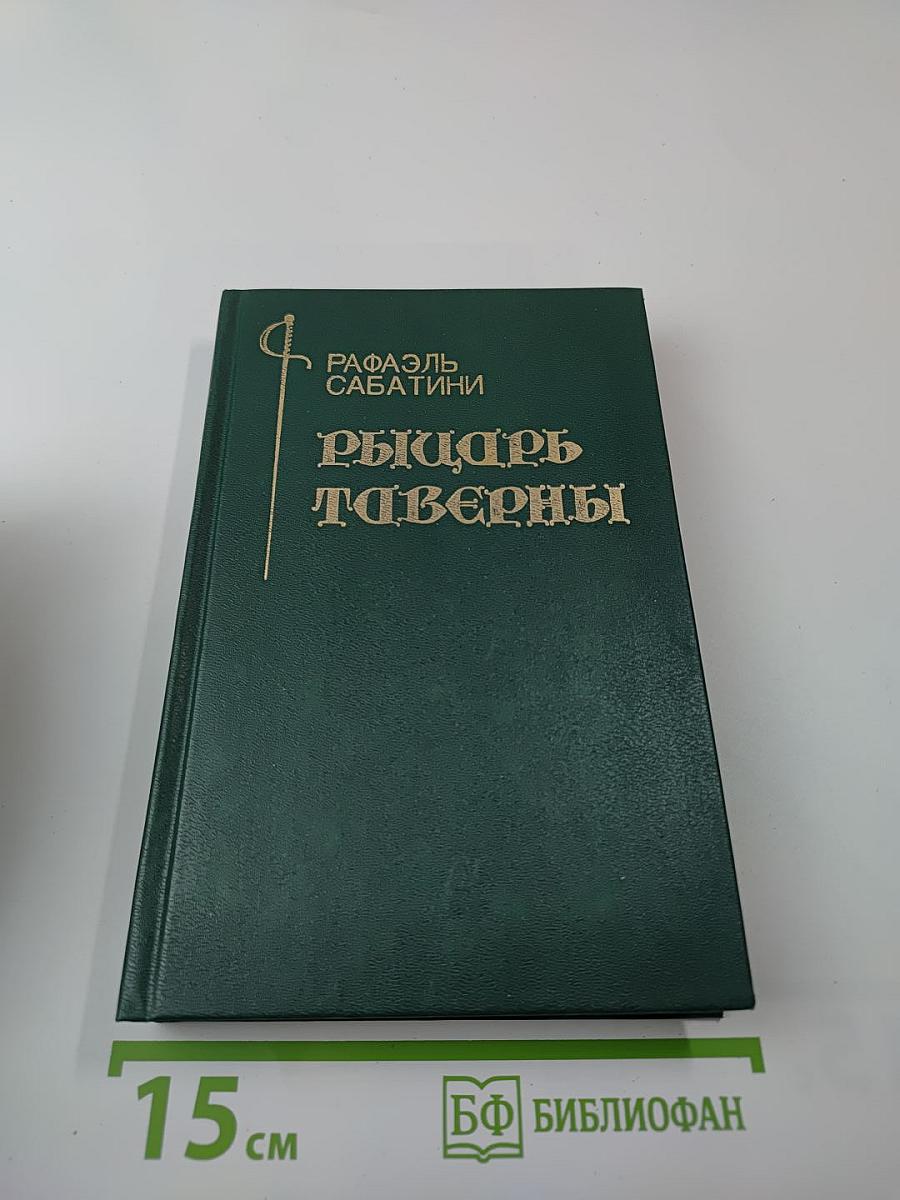 РАФАЭЛЬ
САБАТИНИ
РЫЦАРЬ
ТАВЕРНЫ
15 см
БФ БИБЛИОФАН